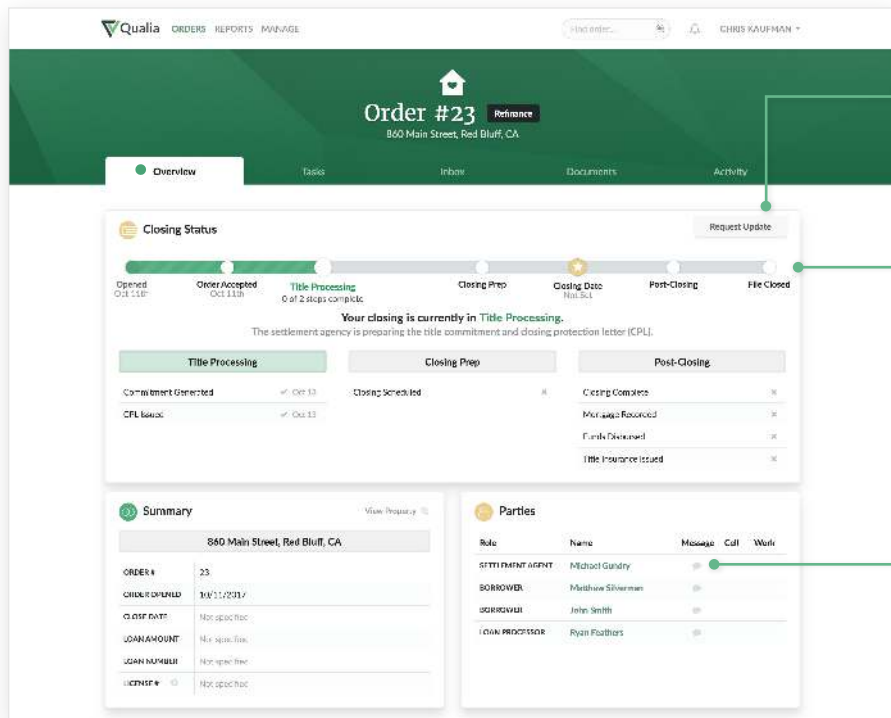 Qualia ORDERS REPORTS MANAGE Find order... CHRIS KAUFMAN
Order #23 Refinance
860 Main Street, Red Bluff, CA
Overview Tasks Inbox Documents Activity
Closing Status Request Update
Opened Order Accepted Title Processing Closing Prep Closing Date Post-Closing File Closed
Oct 11th Oct 11th 0 of 2 steps complete Not Set
Your closing is currently in Title Processing.
The settlement agency is preparing the title commitment and closing protection letter (CPL).
Title Processing Closing Prep Post-Closing
Commitment Generated Oct 13 Closing Scheduled Closing Complete
CPL Issued Oct 13 Mortgage Recorded
Funds Disbursed
Title Insurance Issued
Summary View Property Parties
860 Main Street, Red Bluff, CA Role Name Message Call Work
ORDER # 23 SETTLEMENT AGENT Michael Gundry
ORDER OPENED 10/11/2017 BORROWER Matthew Silverman
CLOSE DATE Not specified BORROWER John Smith
LOAN AMOUNT Not specified LOAN PROCESSOR Ryan Feathers
LOAN NUMBER Not specified
LICENSE # Not specified